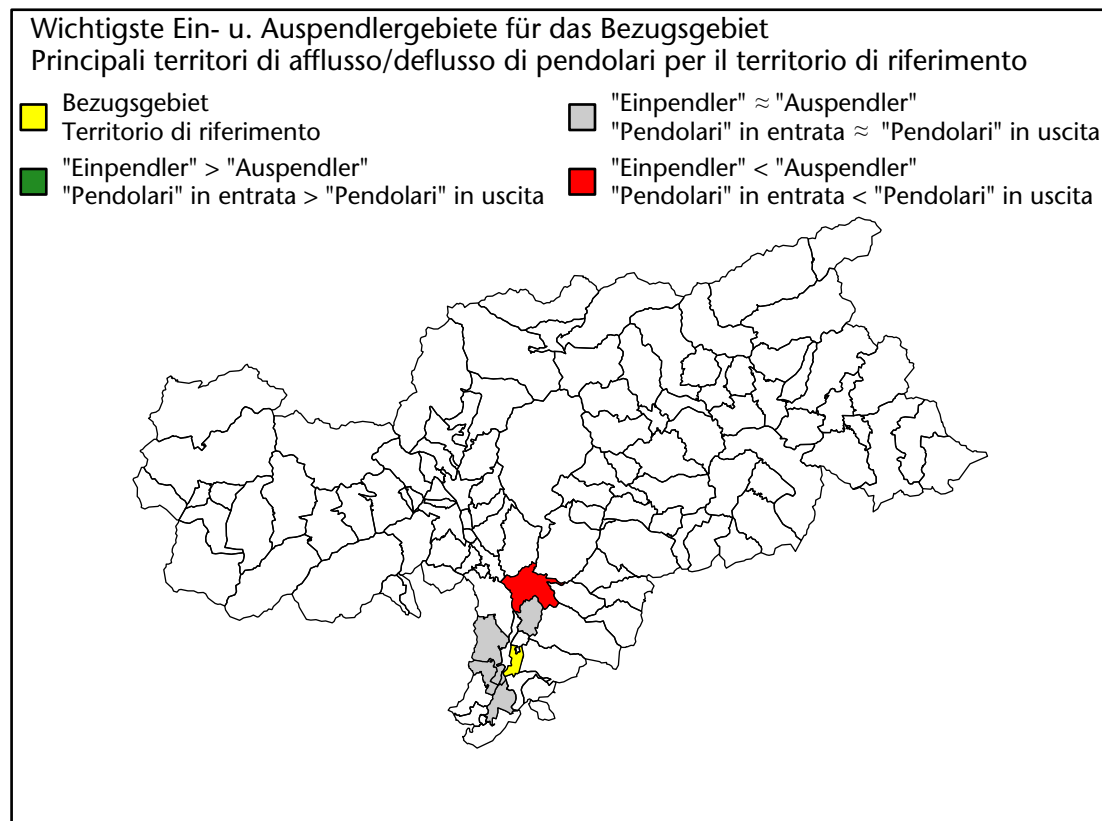 Wichtigste Ein- u. Auspendlergebiete für das Bezugsgebiet
Principali territori di afflusso/deflusso di pendolari per il territorio di riferimento
Bezugsgebiet
Territorio di riferimento
"Einpendler" > "Auspendler"
"Pendolari" in entrata > "Pendolari" in uscita
"Einpendler" ≈ "Auspendler"
"Pendolari" in entrata ≈ "Pendolari" in uscita
"Einpendler" < "Auspendler"
"Pendolari" in entrata < "Pendolari" in uscita